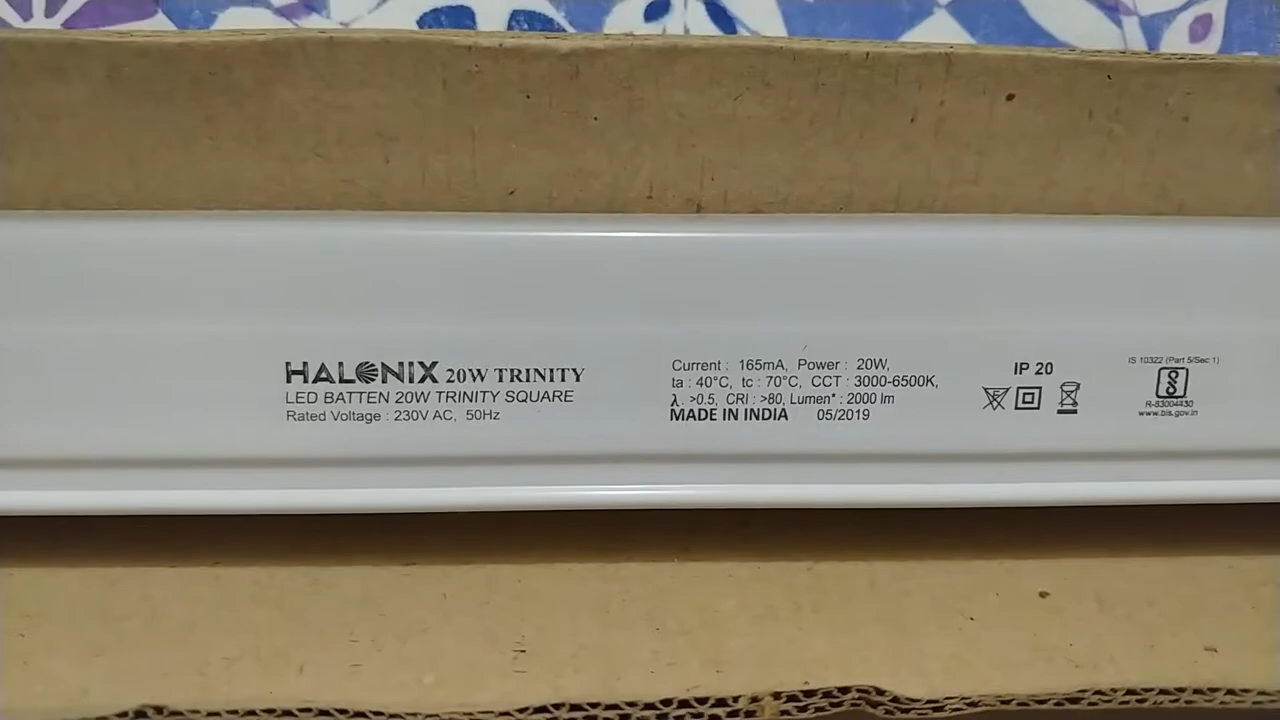 HALONIX 20W TRINITY
LED BATTEN 20W TRINITY SQUARE
Rated Voltage : 230V AC, 50Hz
Current : 165mA, Power : 20W,
ta : 40°C, tc : 70°C, CCT : 3000-6500K,
λ. >0.5, CRI : >80, Lumen* : 2000 lm
MADE IN INDIA 05/2019
IP 20
F
IS 10322 (Part 5/Sec 1)
R-83004430
www.bis.gov.in